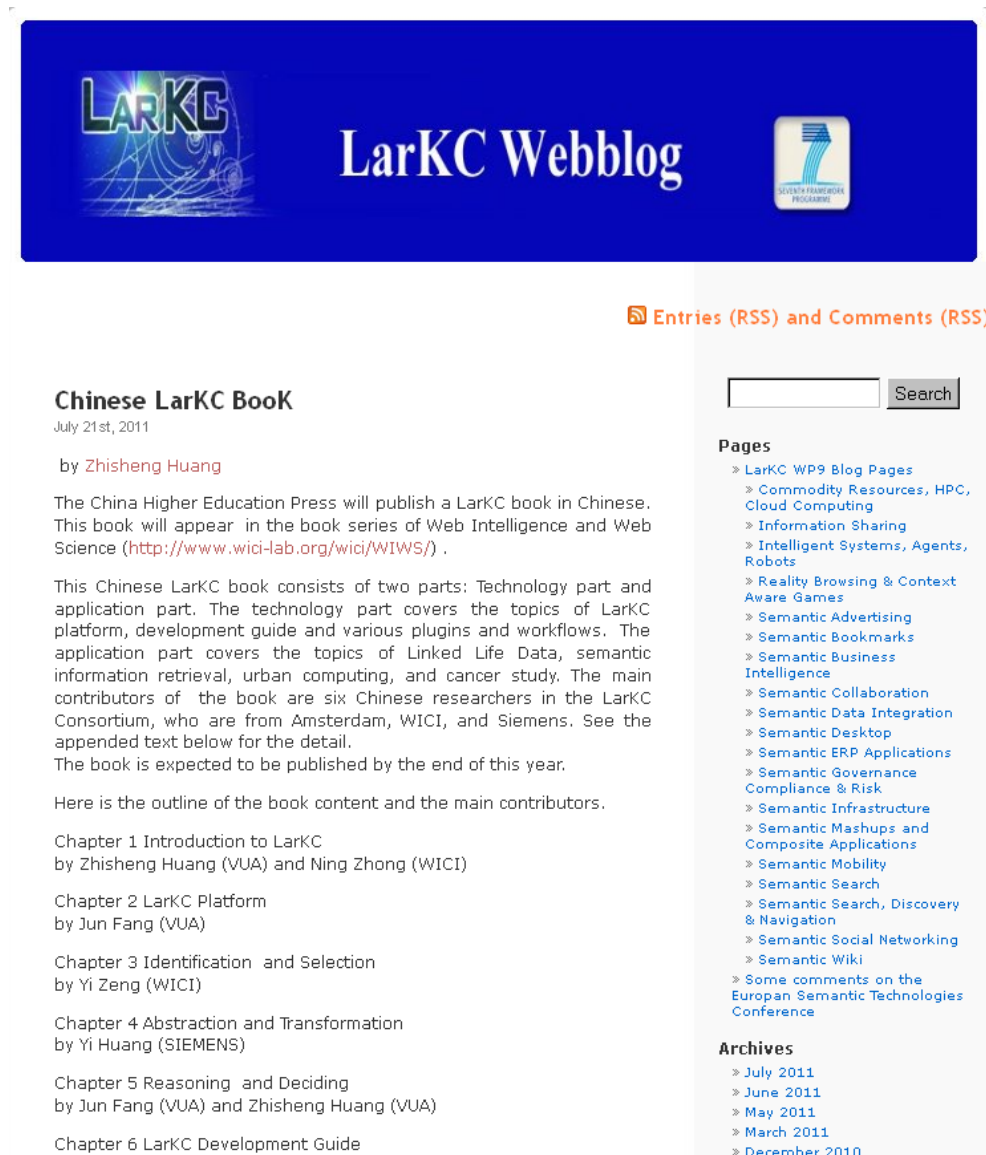 LARKC
LarKC Webblog
7
SEVENTH FRAMEWORK
PROGRAMME
Entries (RSS) and Comments (RSS)
Chinese LarKC BooK
July 21st, 2011
by Zhisheng Huang
The China Higher Education Press will publish a LarKC book in Chinese.
This book will appear in the book series of Web Intelligence and Web
Science (http://www.wici-lab.org/wici/WIWS/) .
This Chinese LarKC book consists of two parts: Technology part and
application part. The technology part covers the topics of LarKC
platform, development guide and various plugins and workflows. The
application part covers the topics of Linked Life Data, semantic
information retrieval, urban computing, and cancer study. The main
contributors of the book are six Chinese researchers in the LarKC
Consortium, who are from Amsterdam, WICI, and Siemens. See the
appended text below for the detail.
The book is expected to be published by the end of this year.
Here is the outline of the book content and the main contributors.
Chapter 1 Introduction to LarKC
by Zhisheng Huang (VUA) and Ning Zhong (WICI)
Chapter 2 LarKC Platform
by Jun Fang (VUA)
Chapter 3 Identification and Selection
by Yi Zeng (WICI)
Chapter 4 Abstraction and Transformation
by Yi Huang (SIEMENS)
Chapter 5 Reasoning and Deciding
by Jun Fang (VUA) and Zhisheng Huang (VUA)
Chapter 6 LarKC Development Guide
Search
Pages
» LarKC WP9 Blog Pages
» Commodity Resources, HPC,
Cloud Computing
» Information Sharing
» Intelligent Systems, Agents,
Robots
» Reality Browsing & Context
Aware Games
» Semantic Advertising
» Semantic Bookmarks
» Semantic Business
Intelligence
» Semantic Collaboration
» Semantic Data Integration
» Semantic Desktop
» Semantic ERP Applications
» Semantic Governance
Compliance & Risk
» Semantic Infrastructure
» Semantic Mashups and
Composite Applications
» Semantic Mobility
» Semantic Search
» Semantic Search, Discovery
& Navigation
» Semantic Social Networking
» Semantic Wiki
» Some comments on the
Europan Semantic Technologies
Conference
Archives
» July 2011
» June 2011
» May 2011
» March 2011
» December 2010